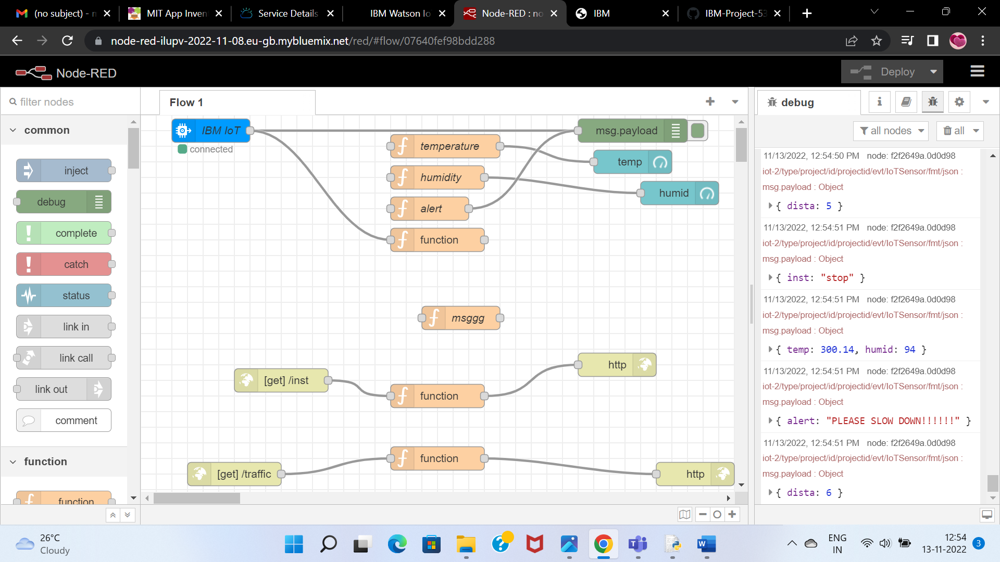 (no subject) - m
MIT App Inven
Service Details
IBM Watson Io
Node-RED : no
IBM
IBM-Project-53
node-red-ilupv-2022-11-08.eu-gb.mybluemix.net/red/#flow/07640fef98bdd288
Node-RED
Deploy
filter nodes
common
inject
debug
complete
catch
status
link in
link call
link out
comment
function
function
Flow 1
IBM IoT
connected
temperature
humidity
alert
function
msg.payload
temp
humid
msggg
[get] /inst
function
http
[get] /traffic
function
http
debug
all nodes
all
11/13/2022, 12:54:50 PM node: f2f2649a.0d0d98
iot-2/type/project/id/projectid/evt/IoTSensor/fmt/json :
msg.payload : Object
{ dista: 5 }
11/13/2022, 12:54:51 PM node: f2f2649a.0d0d98
iot-2/type/project/id/projectid/evt/IoTSensor/fmt/json :
msg.payload : Object
{ inst: "stop" }
11/13/2022, 12:54:51 PM node: f2f2649a.0d0d98
iot-2/type/project/id/projectid/evt/IoTSensor/fmt/json :
msg.payload : Object
{ temp: 300.14, humid: 94 }
11/13/2022, 12:54:51 PM node: f2f2649a.0d0d98
iot-2/type/project/id/projectid/evt/IoTSensor/fmt/json :
msg.payload : Object
{ alert: "PLEASE SLOW DOWN!!!!!!" }
11/13/2022, 12:54:51 PM node: f2f2649a.0d0d98
iot-2/type/project/id/projectid/evt/IoTSensor/fmt/json :
msg.payload : Object
{ dista: 6 }
26°C
Cloudy
ENG
IN
12:54
13-11-2022
3